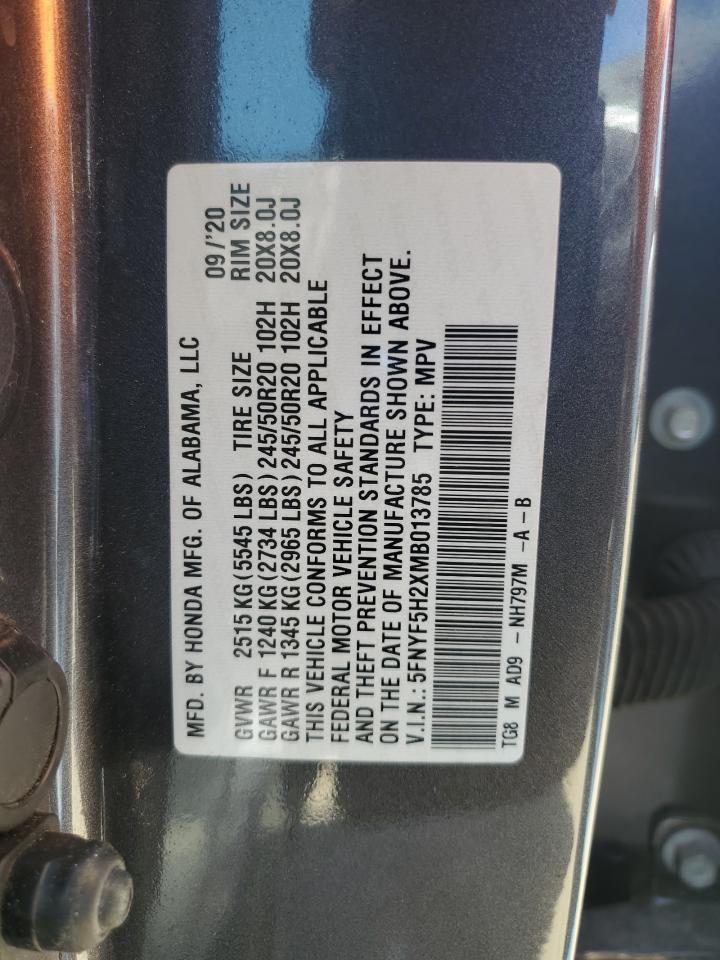 MFD. BY HONDA MFG. OF ALABAMA, LLC 09/'20
GVWR 2515 KG(5545 LBS) TIRE SIZE RIM SIZE
GAWR F 1240 KG(2734 LBS)245/50R20 102H 20X8.0J
GAWR R 1345 KG(2965 LBS)245/50R20 102H 20X8.0J
THIS VEHICLE CONFORMS TO ALL APPLICABLE
FEDERAL MOTOR VEHICLE SAFETY
AND THEFT PREVENTION STANDARDS IN EFFECT
ON THE DATE OF MANUFACTURE SHOWN ABOVE.
V.I.N.: 5FNYF5H2XMB013785 TYPE: MPV
TG8 M AD9 - NH797M -A-B